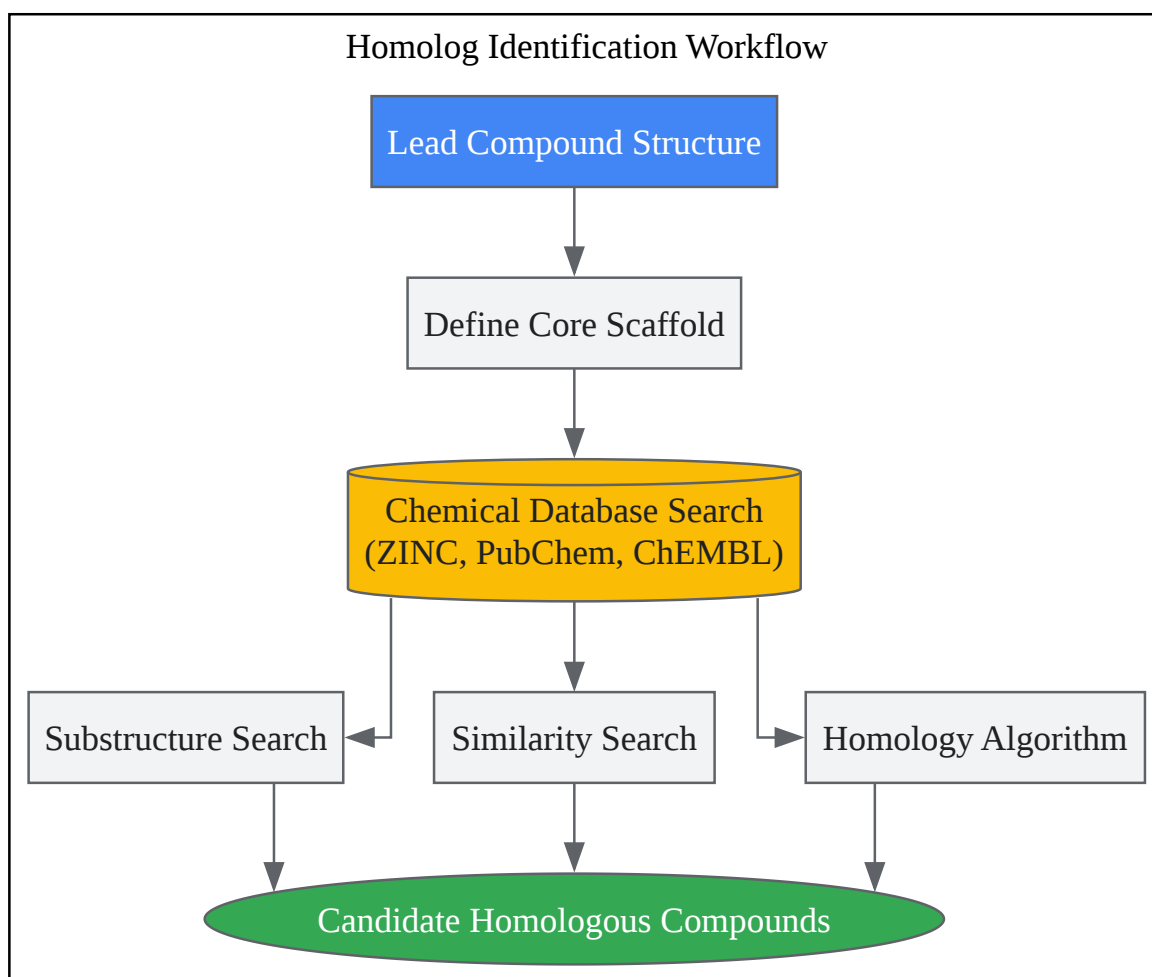 Homolog Identification Workflow
Lead Compound Structure
Define Core Scaffold
Chemical Database Search
(ZINC, PubChem, ChEMBL)
Substructure Search
Similarity Search
Homology Algorithm
Candidate Homologous Compounds